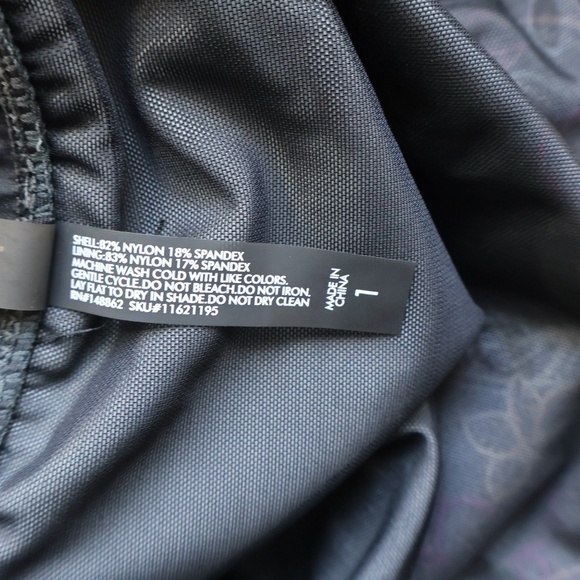 SHELL:82% NYLON 18% SPANDEX
LINING:83% NYLON 17% SPANDEX
MACHINE WASH COLD WITH LIKE COLORS.
GENTLE CYCLE.DO NOT BLEACH.DO NOT IRON.
LAY FLAT TO DRY IN SHADE.DO NOT DRY CLEAN
RN#148862 SKU#11621195
MADE IN
CHINA
1